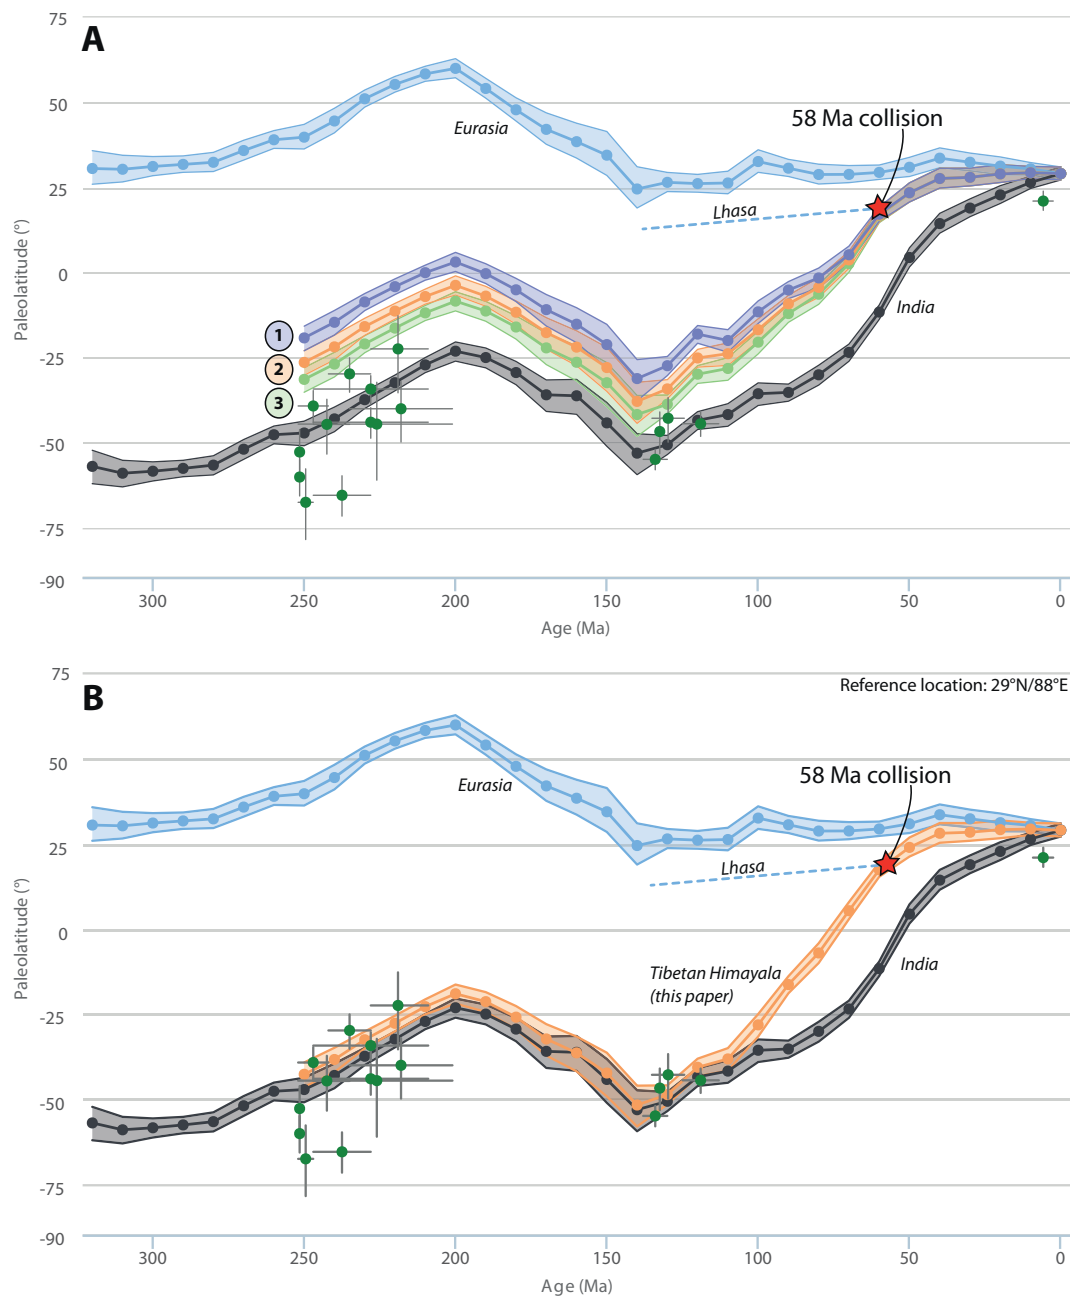 A
75
50
25
0
-25
-50
-75
-90
Paleolatitude (°)
Eurasia
58 Ma collision
Lhasa
India
1
2
3
300
250
200
150
100
50
0
Age (Ma)
B
Reference location: 29°N/88°E
75
50
25
0
-25
-50
-75
-90
Paleolatitude (°)
Eurasia
58 Ma collision
Lhasa
Tibetan Himayala
(this paper)
India
300
250
200
150
100
50
0
Age (Ma)